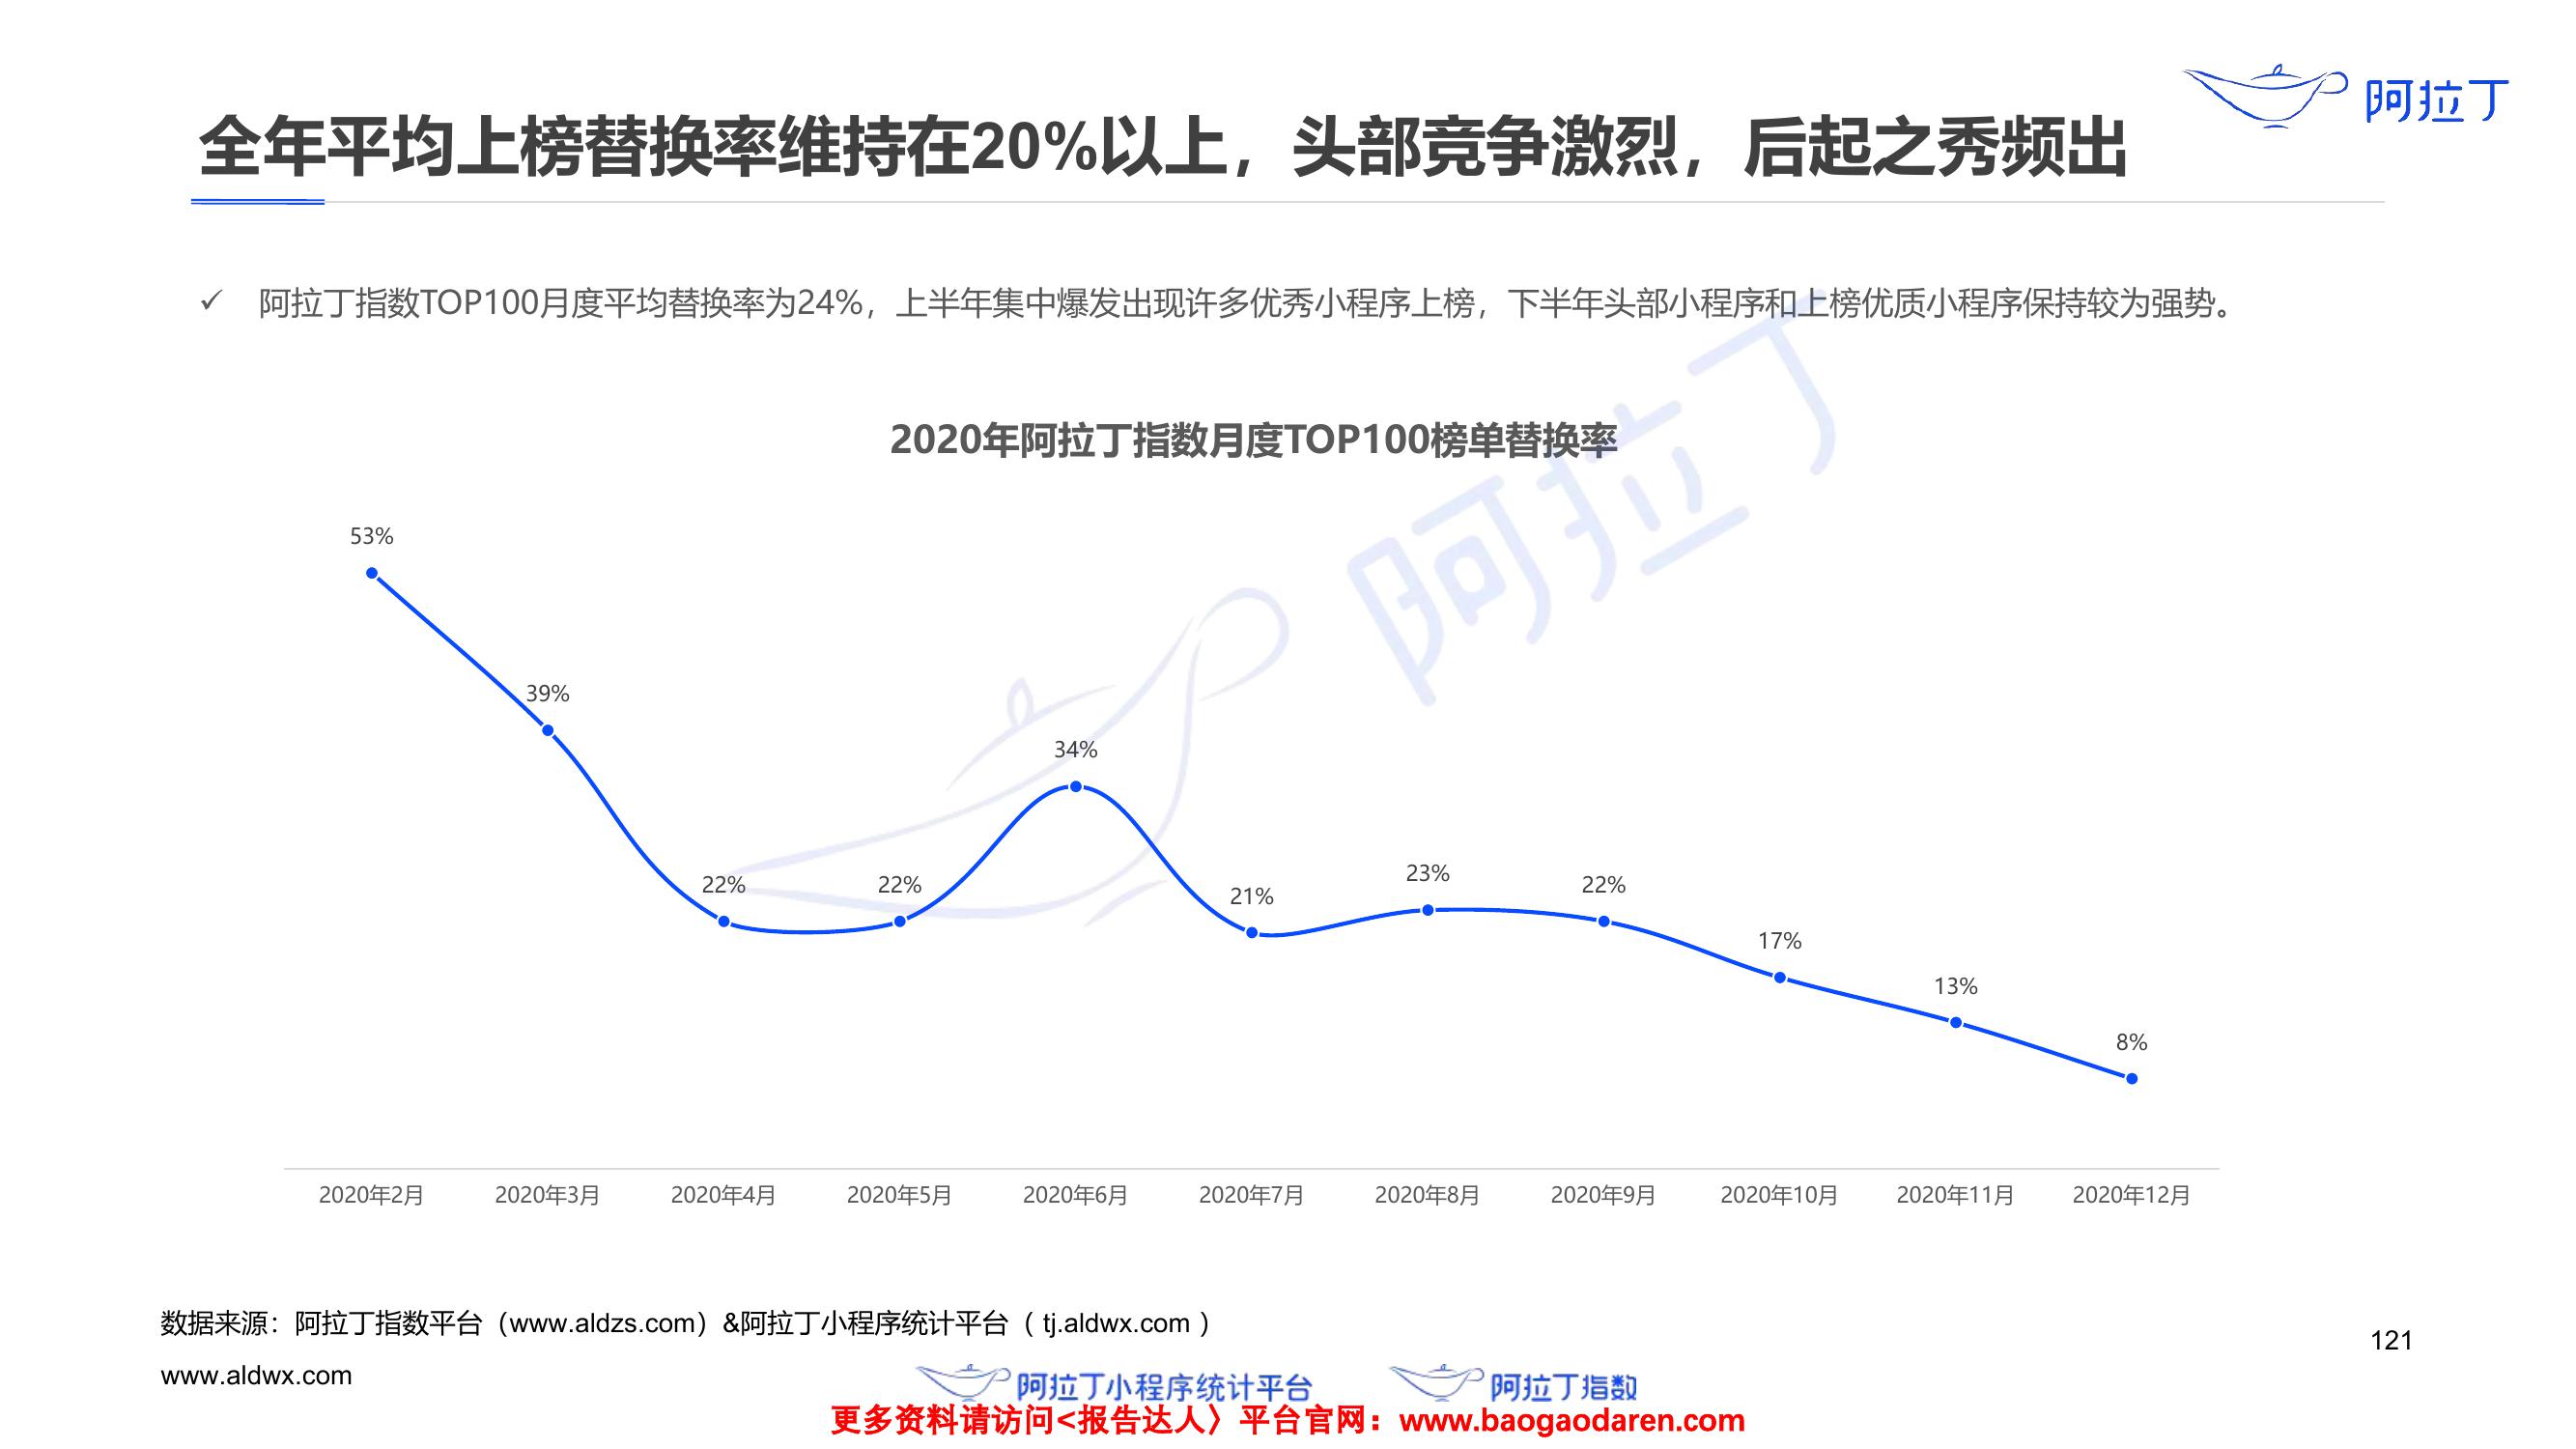 阿拉丁
全年平均上榜替换率维持在20%以上，头部竞争激烈，后起之秀频出
✓ 阿拉丁指数TOP100月度平均替换率为24%，上半年集中爆发出现许多优秀小程序上榜，下半年头部小程序和上榜优质小程序保持较为强势。
2020年阿拉丁指数月度TOP100榜单替换率
阿拉丁
53%
39%
22%
22%
34%
21%
23%
22%
17%
13%
8%
2020年2月 2020年3月 2020年4月 2020年5月 2020年6月 2020年7月 2020年8月 2020年9月 2020年10月 2020年11月 2020年12月
数据来源：阿拉丁指数平台（www.aldzs.com）&阿拉丁小程序统计平台（ tj.aldwx.com ）
121
www.aldwx.com
阿拉丁小程序统计平台 阿拉丁指数
更多资料请访问<报告达人〉平台官网：www.baogaodaren.com